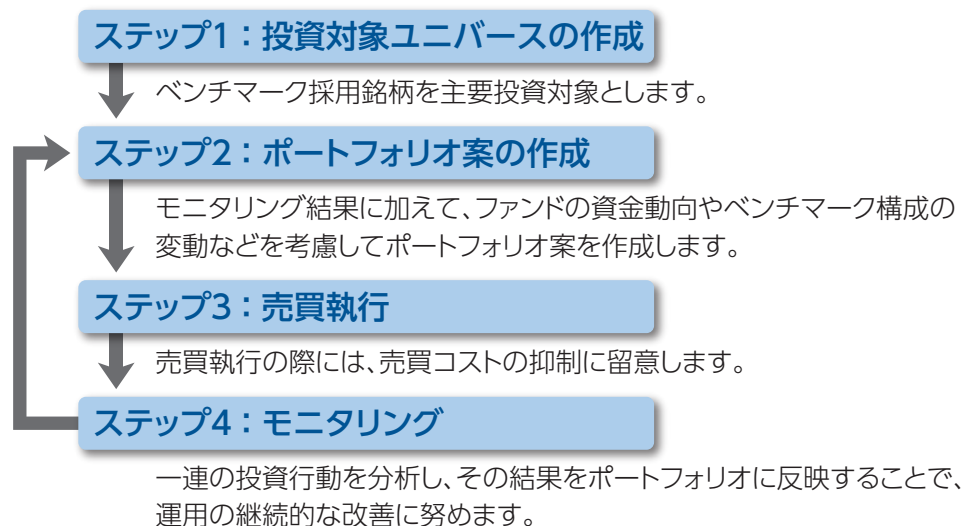 ステップ1：投資対象ユニバースの作成
ベンチマーク採用銘柄を主要投資対象とします。
ステップ2：ポートフォリオ案の作成
モニタリング結果に加えて、ファンドの資金動向やベンチマーク構成の
変動などを考慮してポートフォリオ案を作成します。
ステップ3：売買執行
売買執行の際には、売買コストの抑制に留意します。
ステップ4：モニタリング
一連の投資行動を分析し、その結果をポートフォリオに反映することで、
運用の継続的な改善に努めます。